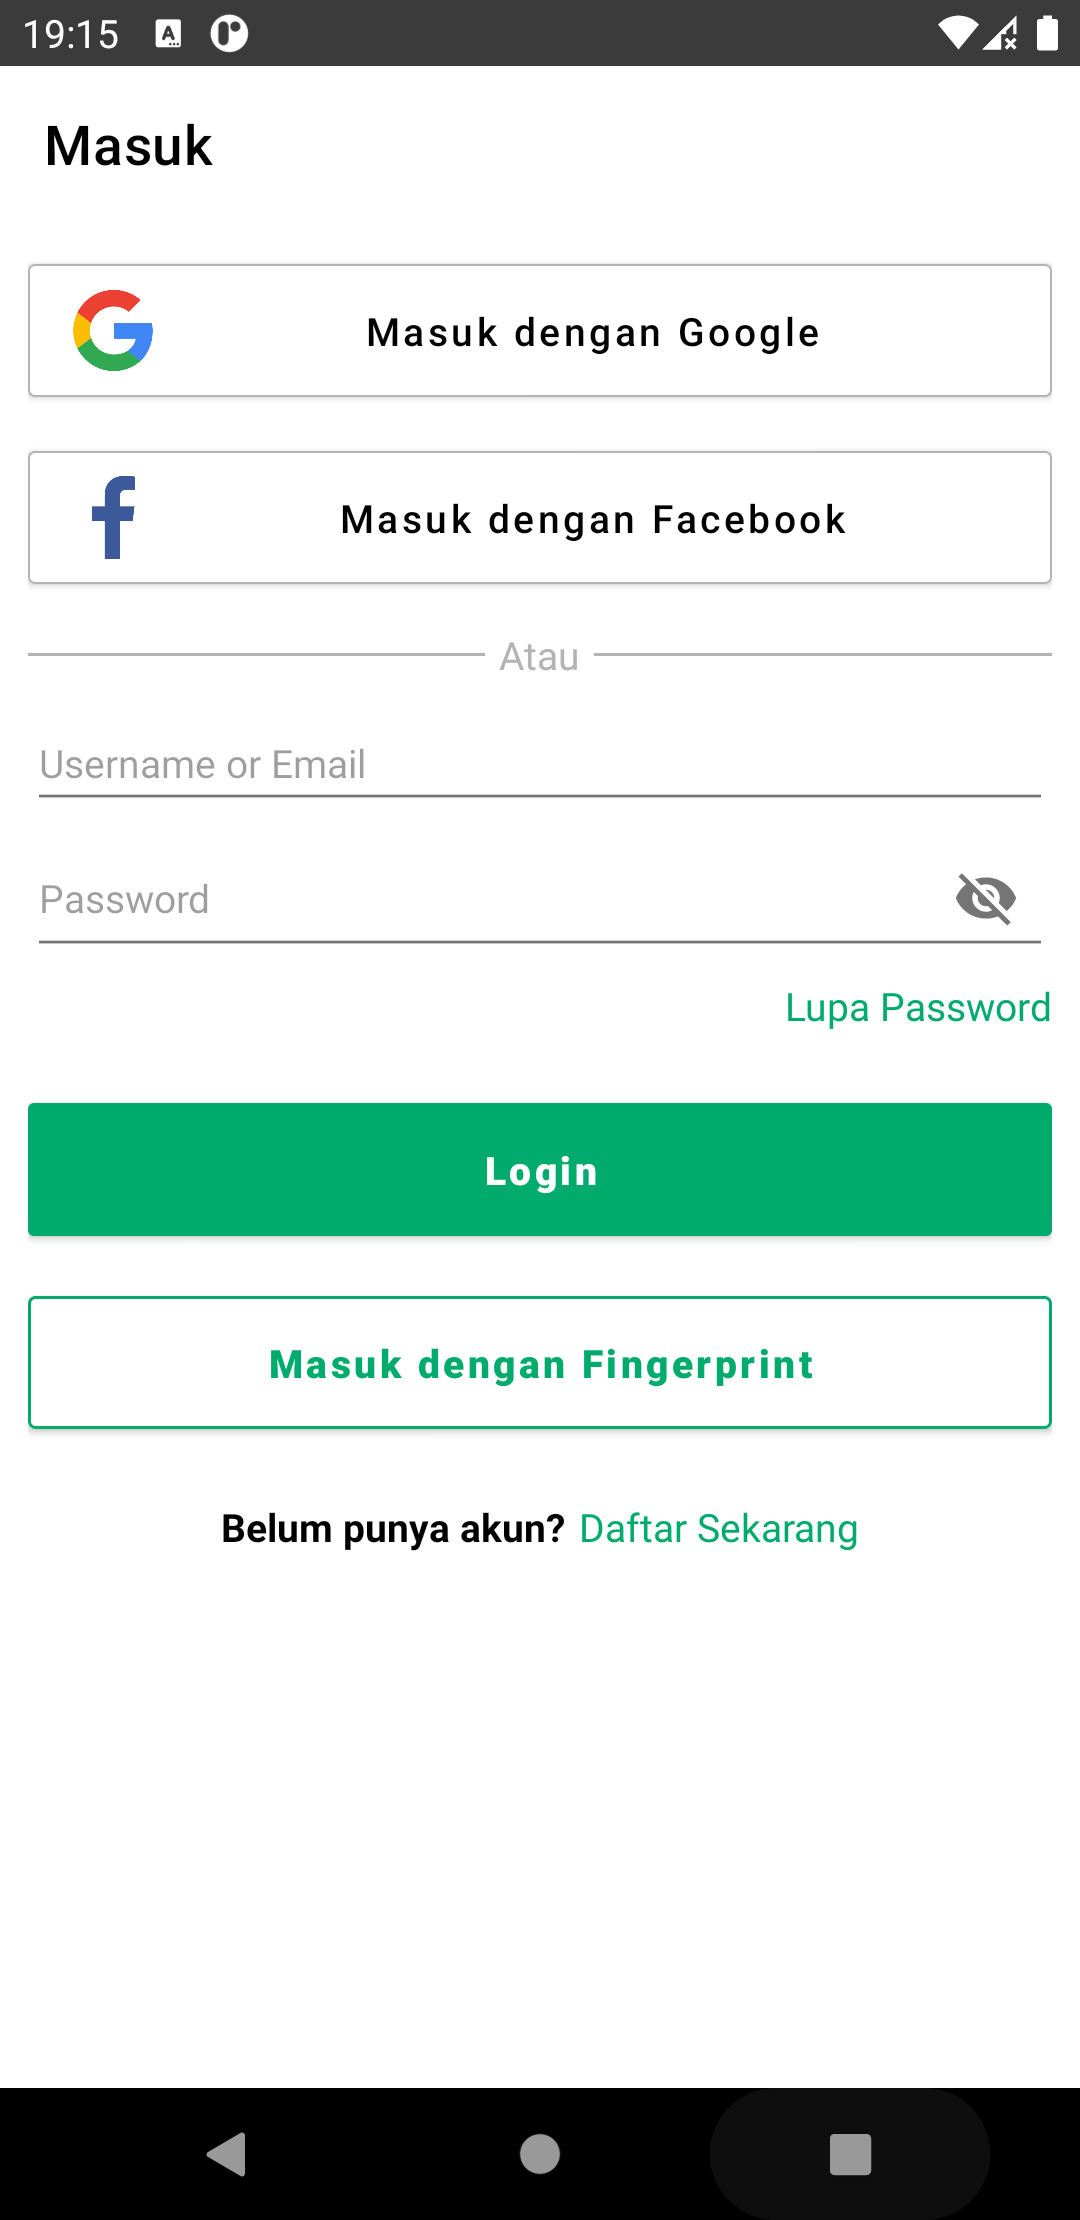 19:15
Masuk
Masuk dengan Google
Masuk dengan Facebook
Atau
Username or Email
Password
Lupa Password
Login
Masuk dengan Fingerprint
Belum punya akun? Daftar Sekarang